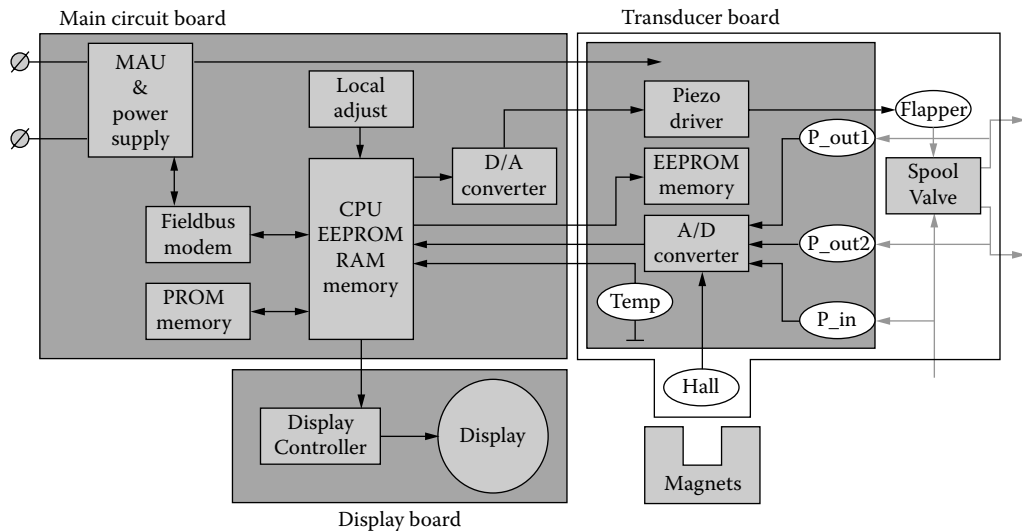 Main circuit board
Transducer board
MAU
&
power
supply
Local
adjust
Piezo
driver
Flapper
P_out1
D/A
converter
EEPROM
memory
Spool
Valve
CPU
EEPROM
RAM
memory
Fieldbus
modem
A/D
converter
P_out2
PROM
memory
Temp
P_in
Hall
Display
Controller
Display
Magnets
Display board